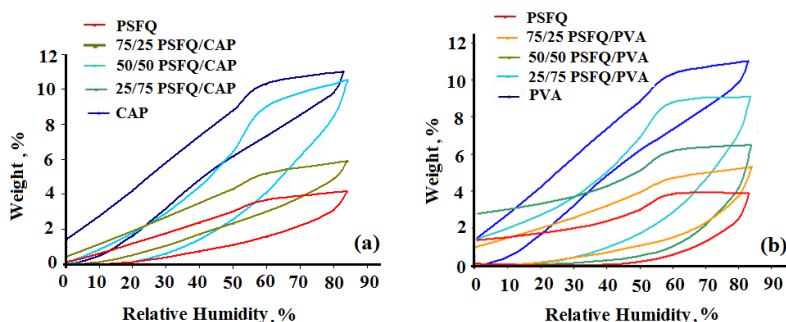 PSFQ
75/25 PSFQ/CAP
50/50 PSFQ/CAP
25/75 PSFQ/CAP
CAP
12
10
8
6
4
2
0
Weight , %
(a)
0 10 20 30 40 50 60 70 80 90
Relative Humidity , %
PSFQ
75/25 PSFQ/PVA
50/50 PSFQ/PVA
25/75 PSFQ/PVA
PVA
12
10
8
6
4
2
0
Weight , %
(b)
0 10 20 30 40 50 60 70 80 90
Relative Humidity, %